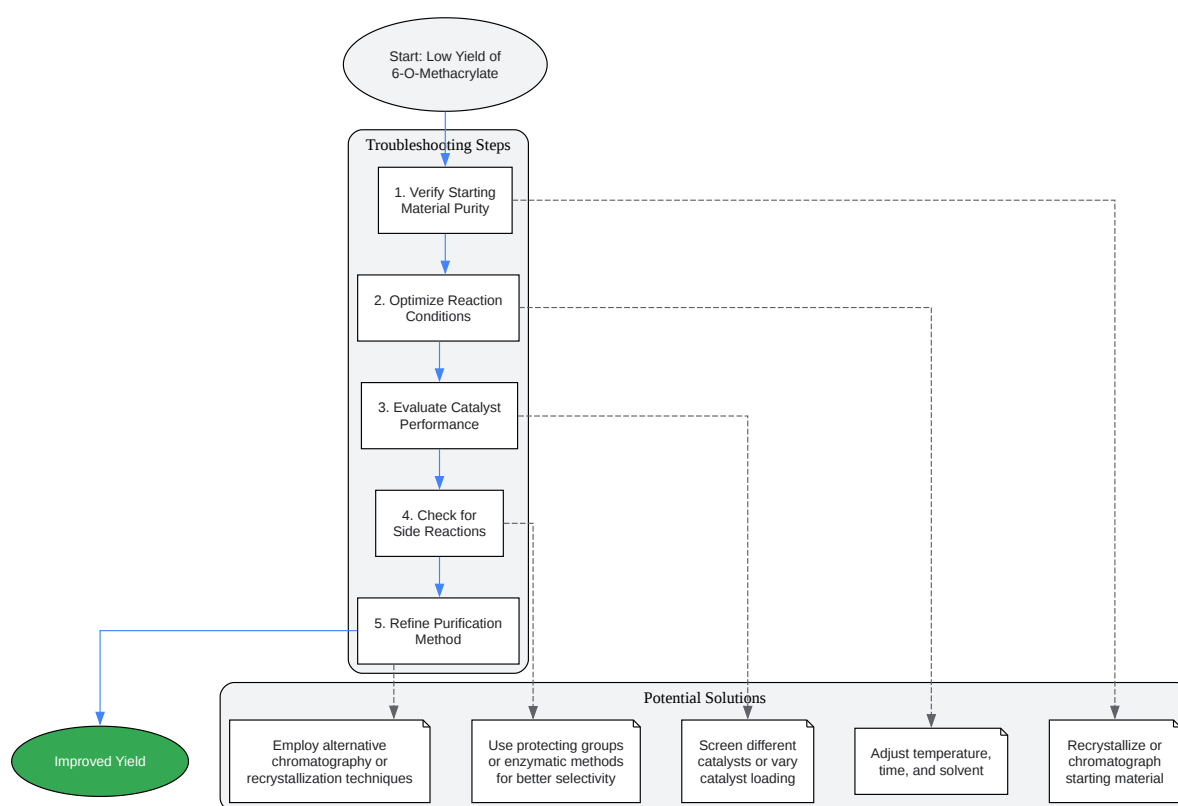 Start: Low Yield of
6-O-Methacrylate
Troubleshooting Steps
1. Verify Starting
Material Purity
2. Optimize Reaction
Conditions
3. Evaluate Catalyst
Performance
4. Check for
Side Reactions
5. Refine Purification
Method
Potential Solutions
Improved Yield
Employ alternative
chromatography or
recrystallization techniques
Use protecting groups
or enzymatic methods
for better selectivity
Screen different
catalysts or vary
catalyst loading
Adjust temperature,
time, and solvent
Recrystallize or
chromatograph
starting material